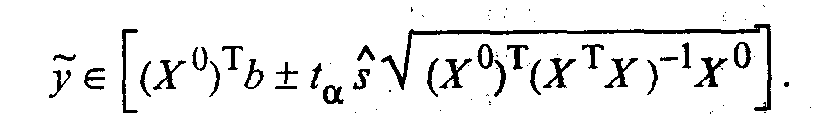 ỹ ∈ [(X⁰)ᵀb ± t_α ŝ √((X⁰)ᵀ(XᵀX)⁻¹X⁰)].